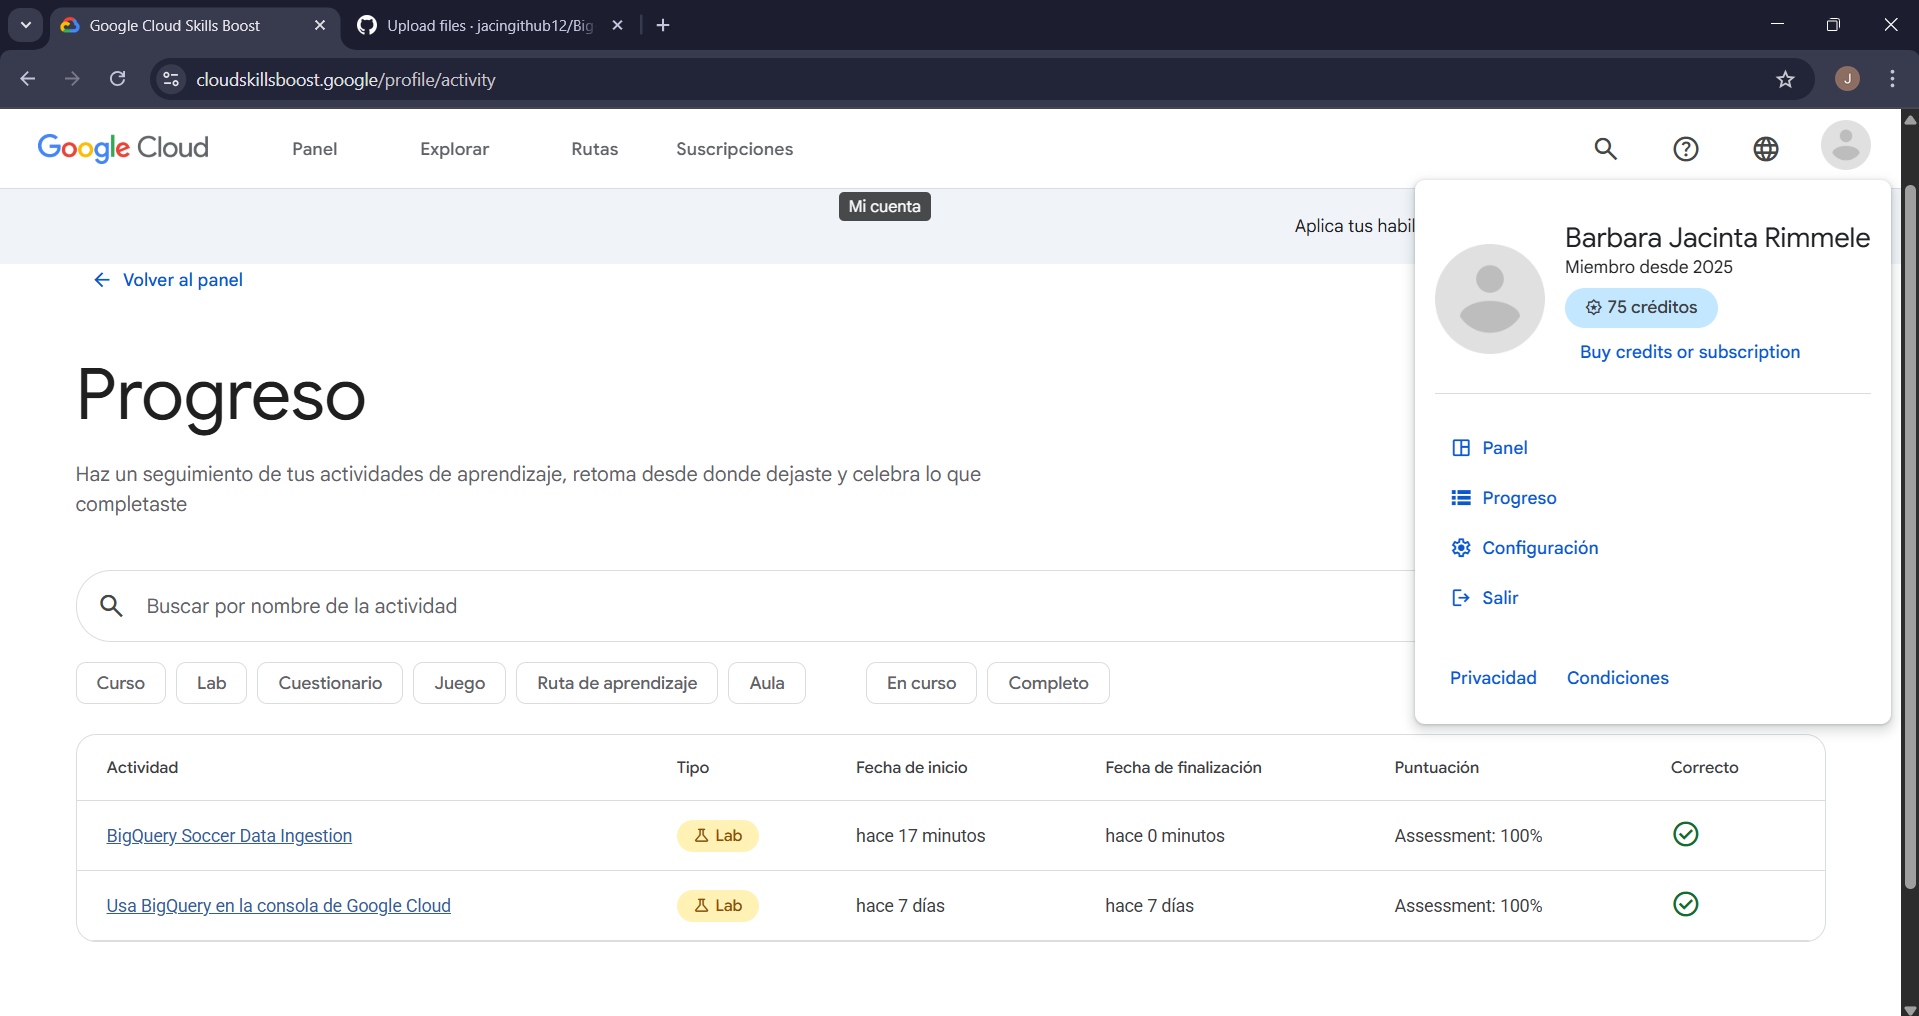 Google Cloud Skills Boost
Upload files · jacingithub12/Big
cloudskillsboost.google/profile/activity
J
Google Cloud
Panel
Explorar
Rutas
Suscripciones
Mi cuenta
Aplica tus habil
Volver al panel
Barbara Jacinta Rimmele
Miembro desde 2025
75 créditos
Buy credits or subscription
Panel
Progreso
Configuración
Salir
Privacidad Condiciones
Progreso
Haz un seguimiento de tus actividades de aprendizaje, retoma desde donde dejaste y celebra lo que
completaste
Buscar por nombre de la actividad
Curso Lab Cuestionario Juego Ruta de aprendizaje Aula En curso Completo
Actividad Tipo Fecha de inicio Fecha de finalización Puntuación Correcto
BigQuery Soccer Data Ingestion Lab hace 17 minutos hace 0 minutos Assessment: 100%
Usa BigQuery en la consola de Google Cloud Lab hace 7 días hace 7 días Assessment: 100%